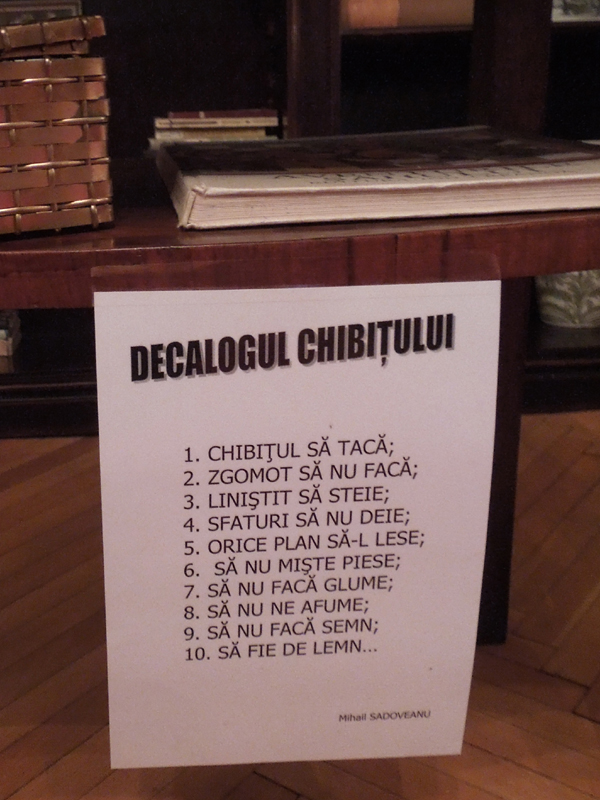 DECALOGUL CHIBIȚULUI
1. CHIBIŢUL SĂ TACĂ;
2. ZGOMOT SĂ NU FACĂ;
3. LINIŞTIT SĂ STEIE;
4. SFATURI SĂ NU DEIE;
5. ORICE PLAN SĂ-L LESE;
6. SĂ NU MIŞTE PIESE;
7. SĂ NU FACĂ GLUME;
8. SĂ NU NE AFUME;
9. SĂ NU FACĂ SEMN;
10. SĂ FIE DE LEMN...
Mihail SADOVEANU